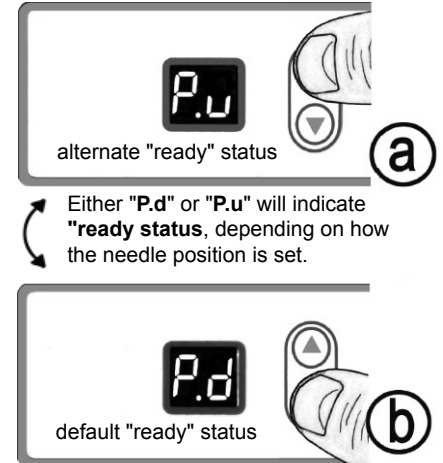 P.u
alternate "ready" status
a
Either "P.d" or "P.u" will indicate
"ready status, depending on how
the needle position is set.
P.d
default "ready" status
b